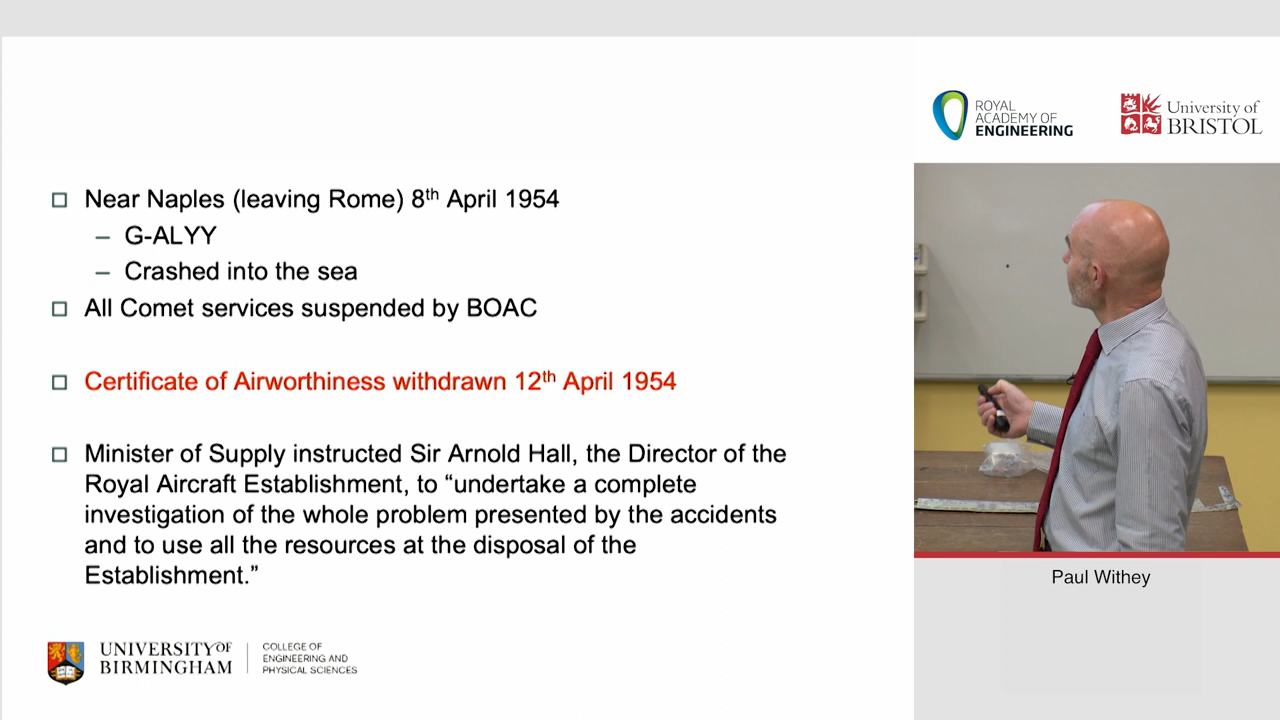 ROYAL
ACADEMY OF
ENGINEERING
University of
BRISTOL
Near Naples (leaving Rome) 8th April 1954
– G-ALYY
– Crashed into the sea
All Comet services suspended by BOAC
Certificate of Airworthiness withdrawn 12th April 1954
Minister of Supply instructed Sir Arnold Hall, the Director of the
Royal Aircraft Establishment, to “undertake a complete
investigation of the whole problem presented by the accidents
and to use all the resources at the disposal of the
Establishment.”
Paul Withey
UNIVERSITY OF
BIRMINGHAM
COLLEGE OF
ENGINEERING AND
PHYSICAL SCIENCES